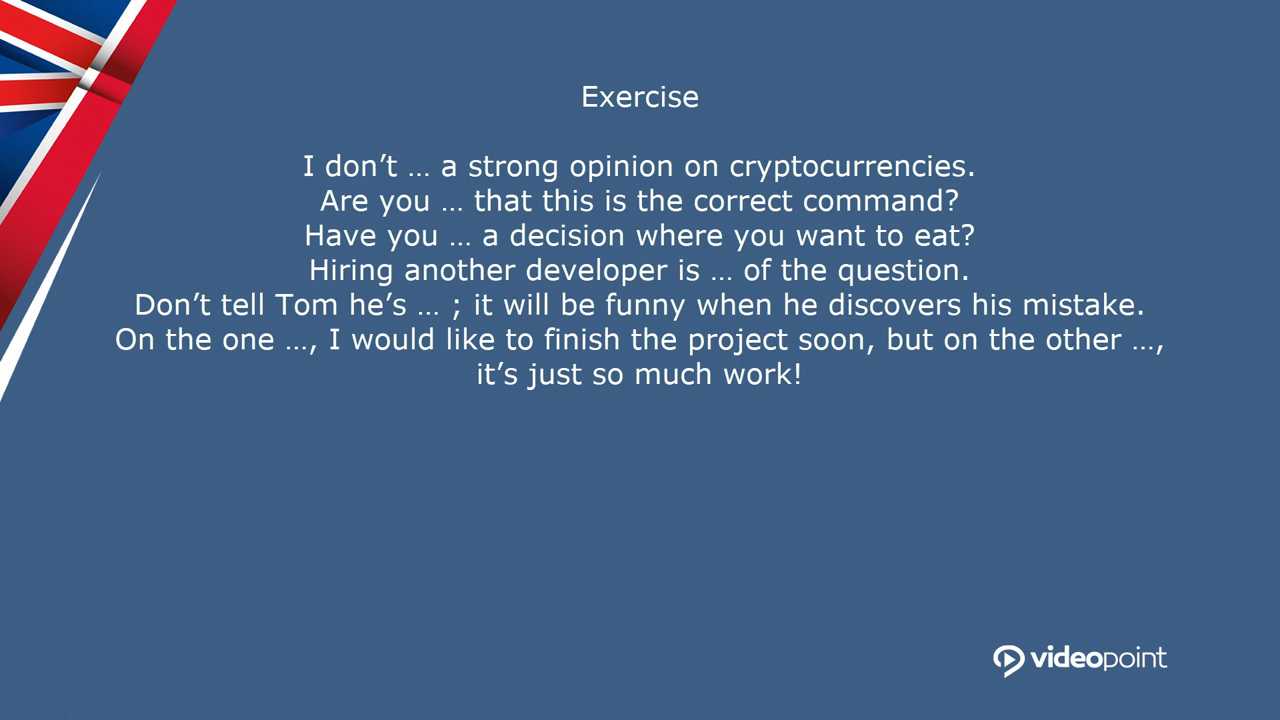 Exercise
I don’t … a strong opinion on cryptocurrencies.
Are you … that this is the correct command?
Have you … a decision where you want to eat?
Hiring another developer is … of the question.
Don’t tell Tom he’s … ; it will be funny when he discovers his mistake.
On the one …, I would like to finish the project soon, but on the other …,
it’s just so much work!
videopoint